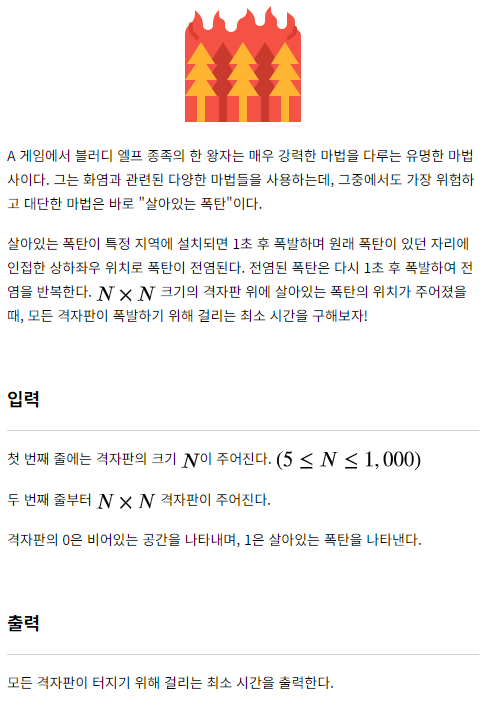 A 게임에서 블러디 엘프 종족의 한 왕자는 매우 강력한 마법을 다루는 유명한 마법
사이다. 그는 화염과 관련된 다양한 마법들을 사용하는데, 그중에서도 가장 위험하
고 대단한 마법은 바로 "살아있는 폭탄"이다.
살아있는 폭탄이 특정 지역에 설치되면 1초 후 폭발하며 원래 폭탄이 있던 자리에
인접한 상하좌우 위치로 폭탄이 전염된다. 전염된 폭탄은 다시 1초 후 폭발하여 전
염을 반복한다. N × N 크기의 격자판 위에 살아있는 폭탄의 위치가 주어졌을
때, 모든 격자판이 폭발하기 위해 걸리는 최소 시간을 구해보자!
입력
첫 번째 줄에는 격자판의 크기 N이 주어진다. (5 ≤ N ≤ 1,000)
두 번째 줄부터 N × N 격자판이 주어진다.
격자판의 0은 비어있는 공간을 나타내며, 1은 살아있는 폭탄을 나타낸다.
출력
모든 격자판이 터지기 위해 걸리는 최소 시간을 출력한다.